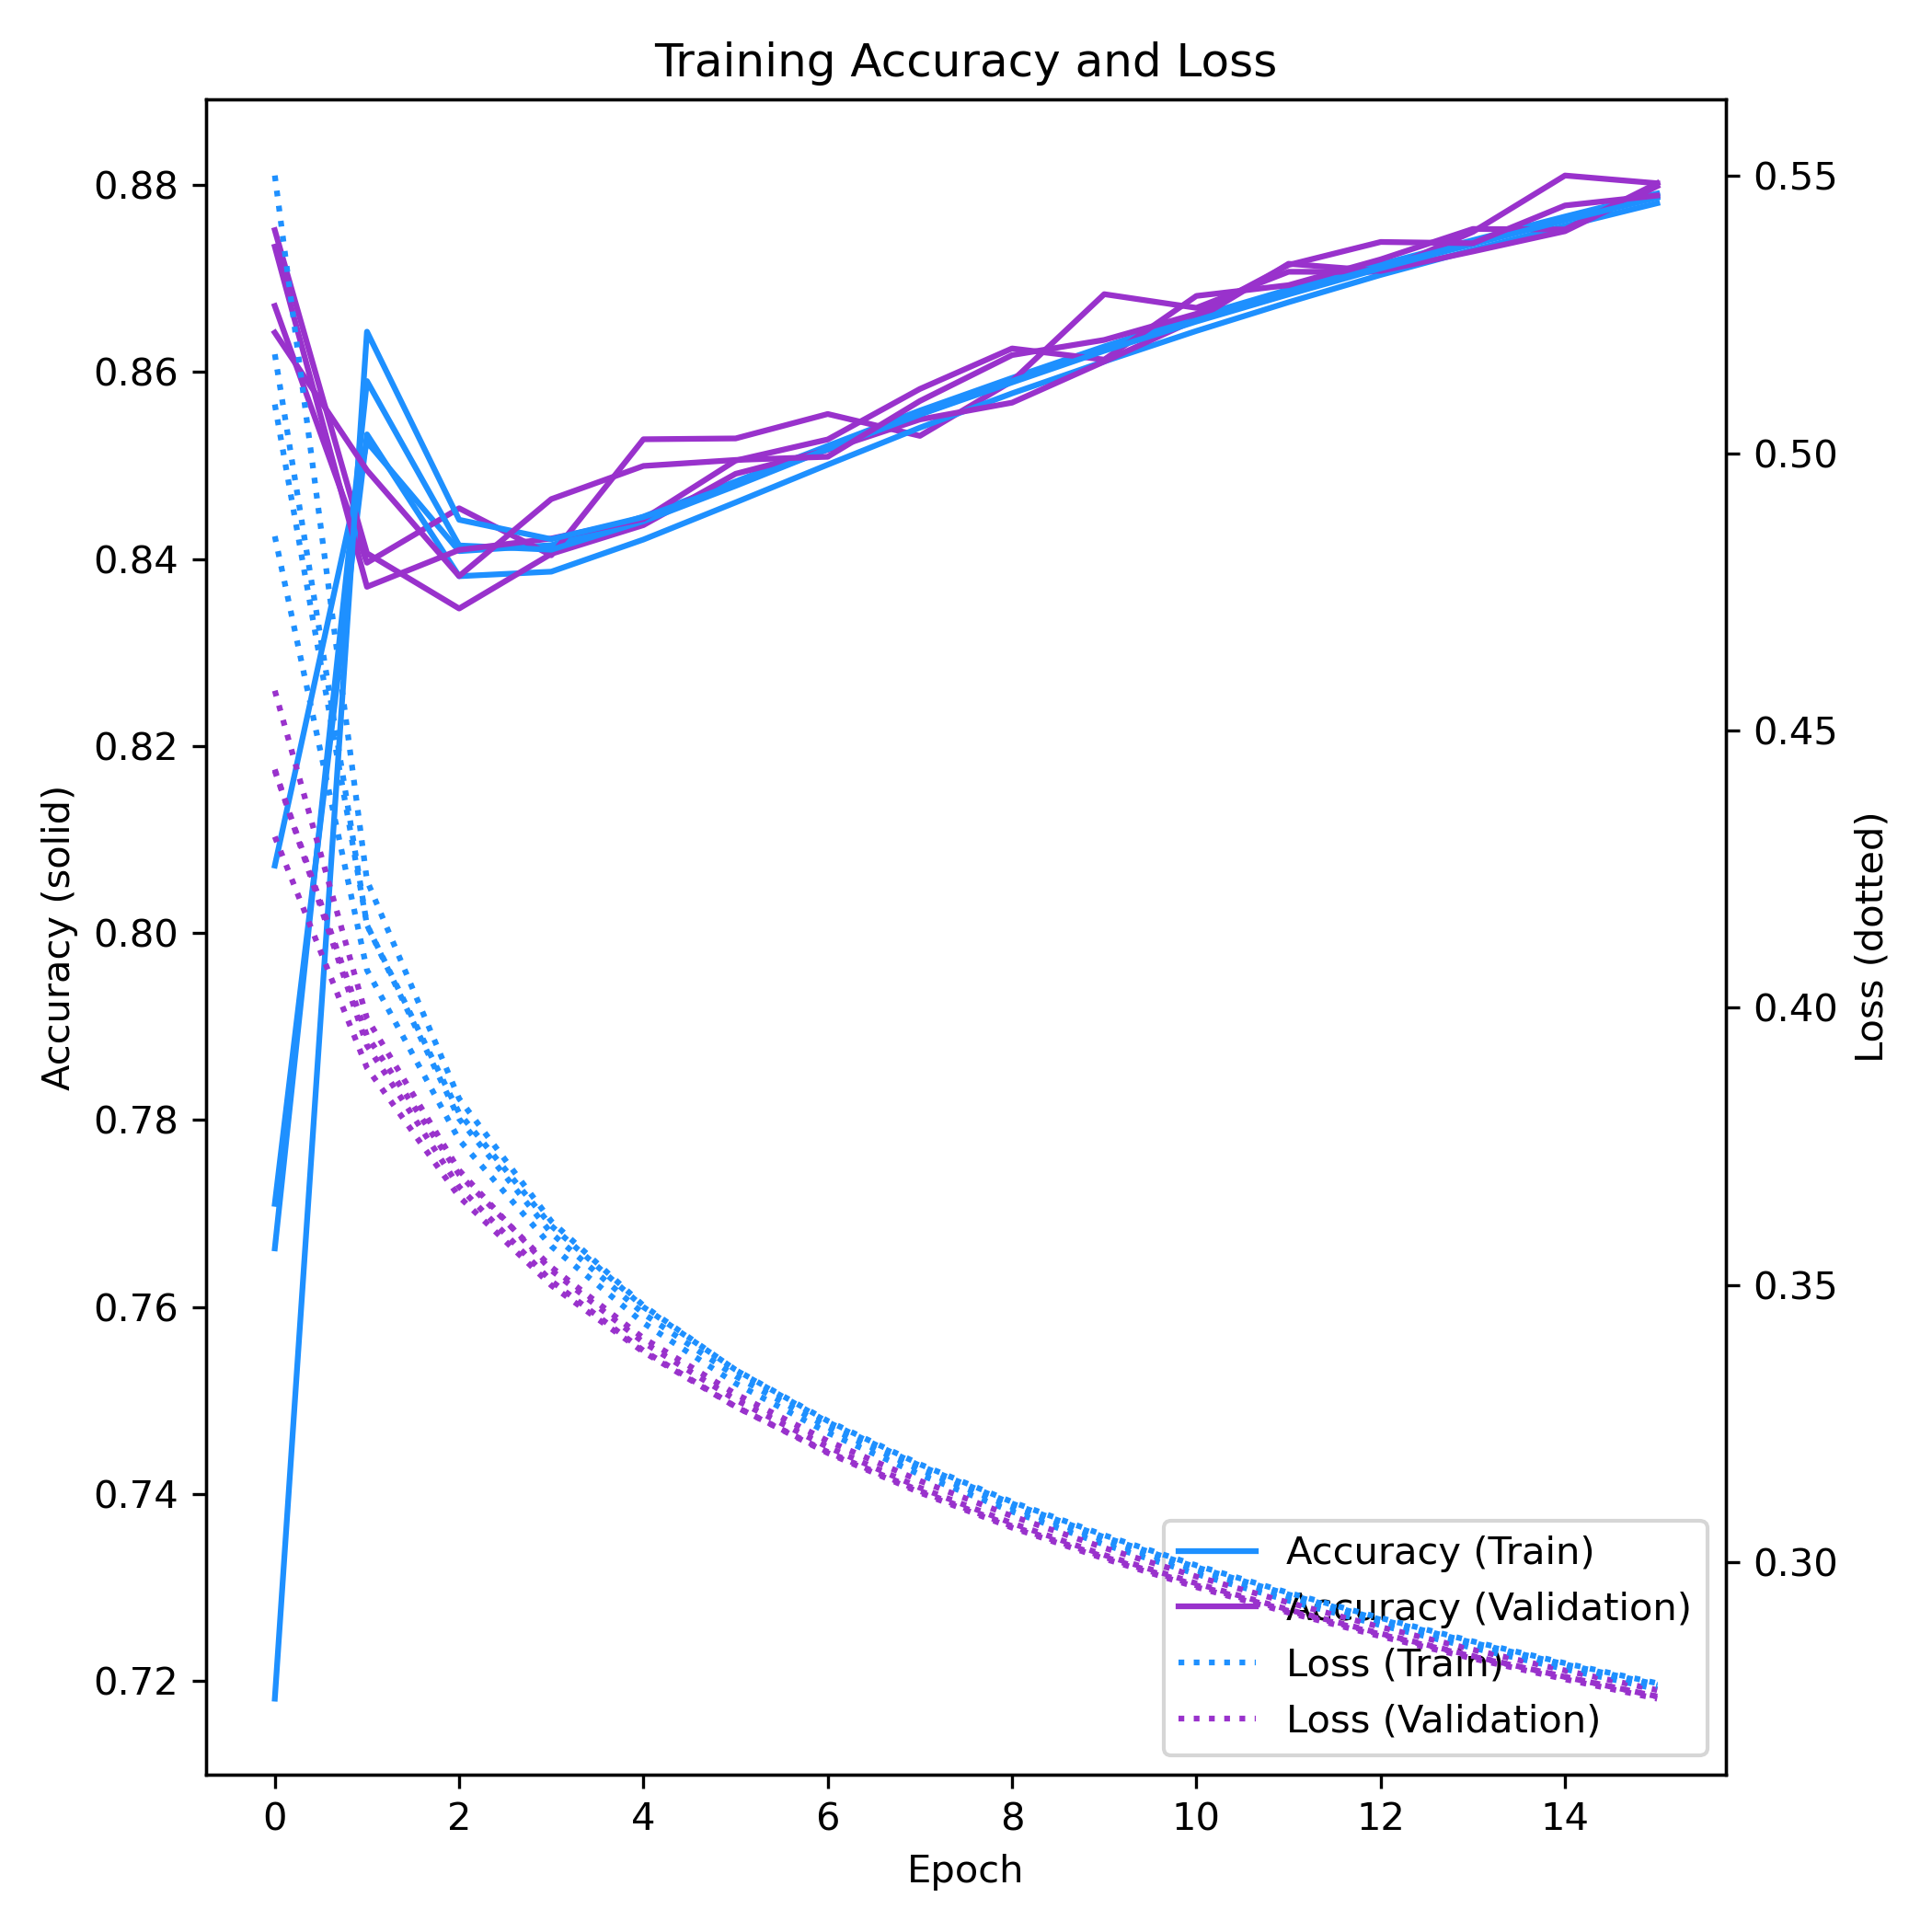 Training Accuracy and Loss
0.88
0.86
0.84
0.82
0.80
0.78
0.76
0.74
0.72
Accuracy (solid)
0.55
0.50
0.45
0.40
0.35
0.30
Loss (dotted)
Accuracy (Train)
Accuracy (Validation)
Loss (Train)
Loss (Validation)
0 2 4 6 8 10 12 14
Epoch